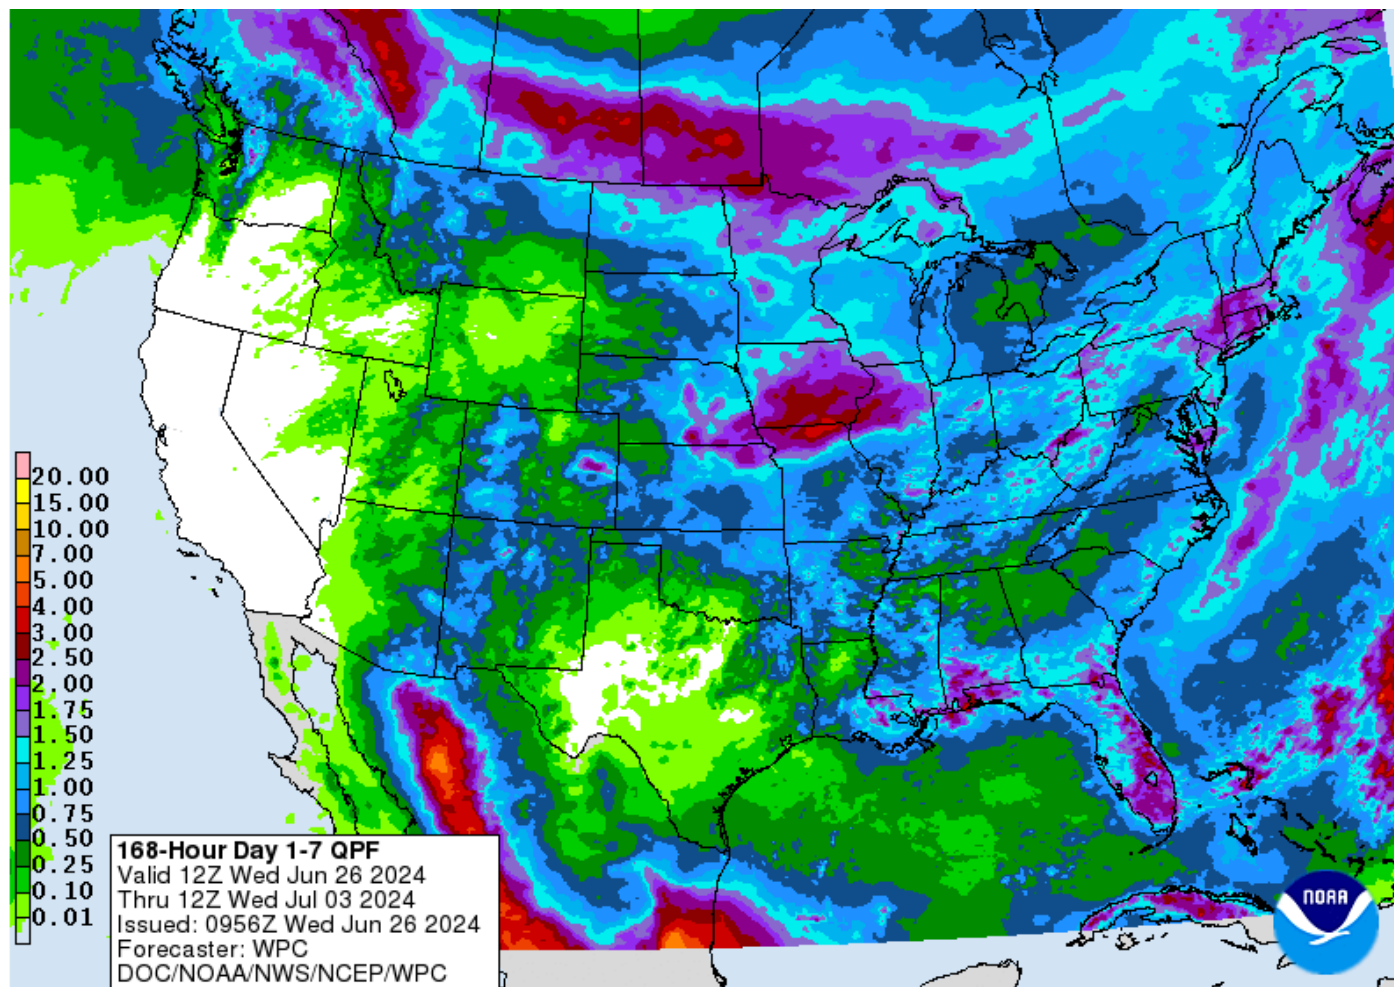 20.00
15.00
10.00
7.00
5.00
4.00
3.00
2.50
2.00
1.75
1.50
1.25
1.00
0.75
0.50
0.25
0.10
0.01
168-Hour Day 1-7 QPF
Valid 12Z Wed Jun 26 2024
Thru 12Z Wed Jul 03 2024
Issued: 0956Z Wed Jun 26 2024
Forecaster: WPC
DOC/NOAA/NWS/NCEP/WPC
NOAA